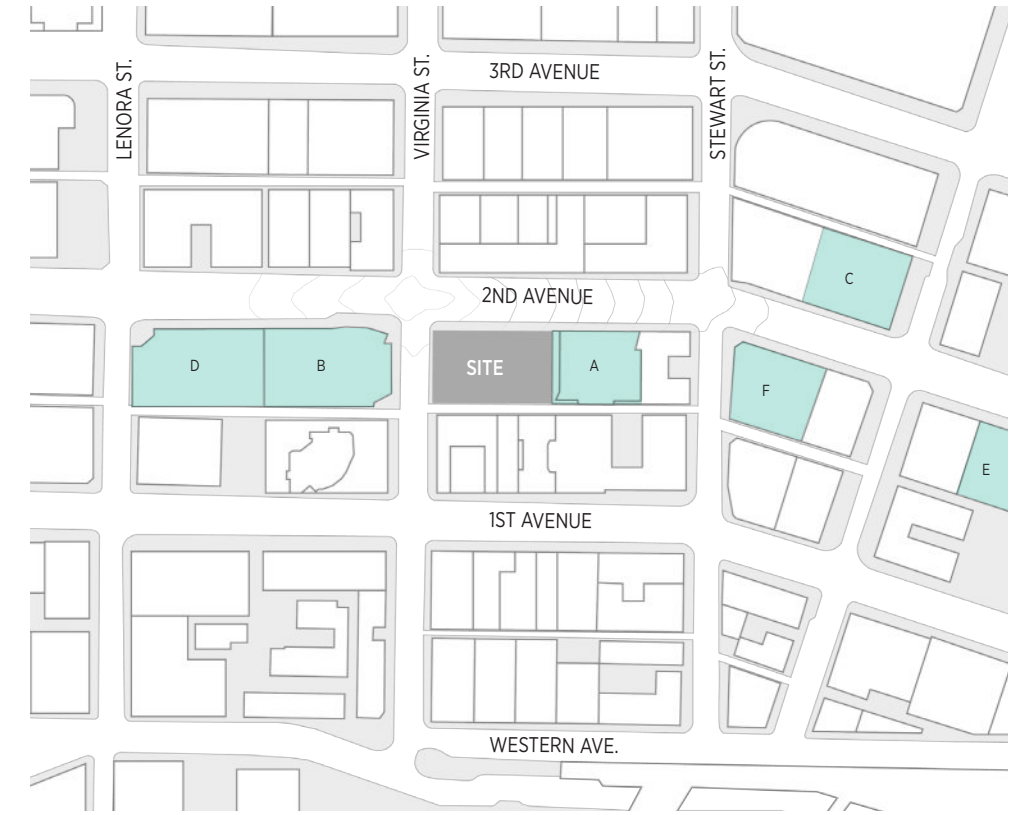 3RD AVENUE
LENORA ST.
VIRGINIA ST.
STEWART ST.
C
2ND AVENUE
D
B
SITE
A
F
E
1ST AVENUE
WESTERN AVE.